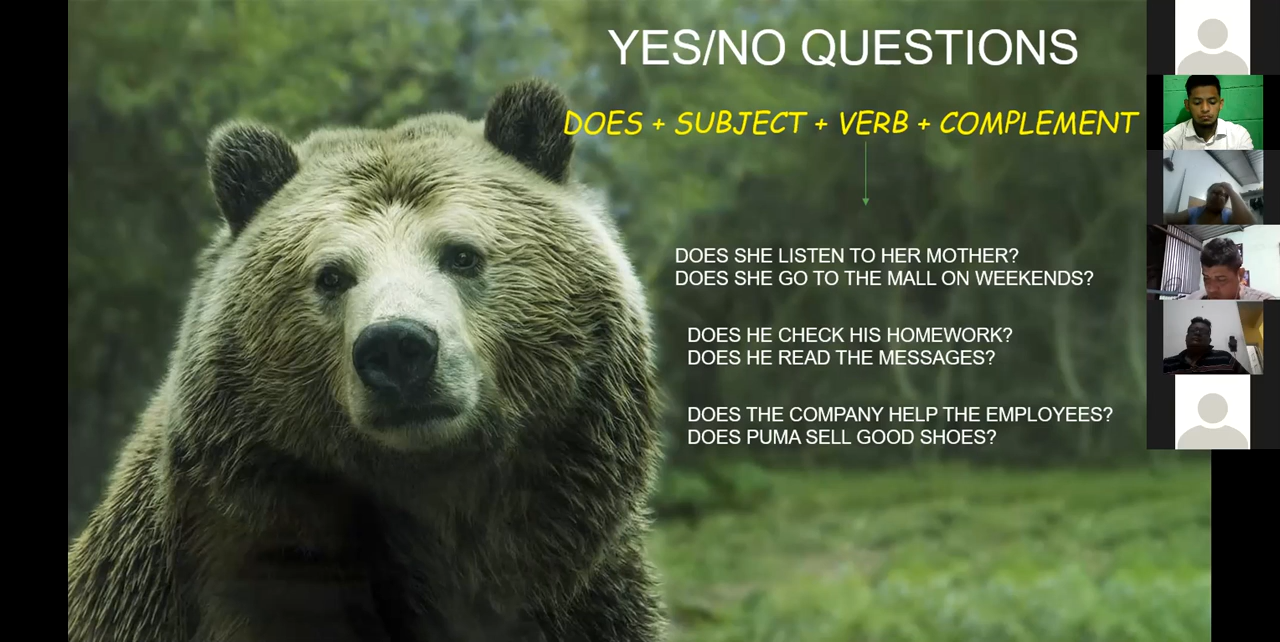 YES/NO QUESTIONS
DOES + SUBJECT + VERB + COMPLEMENT
DOES SHE LISTEN TO HER MOTHER?
DOES SHE GO TO THE MALL ON WEEKENDS?
DOES HE CHECK HIS HOMEWORK?
DOES HE READ THE MESSAGES?
DOES THE COMPANY HELP THE EMPLOYEES?
DOES PUMA SELL GOOD SHOES?